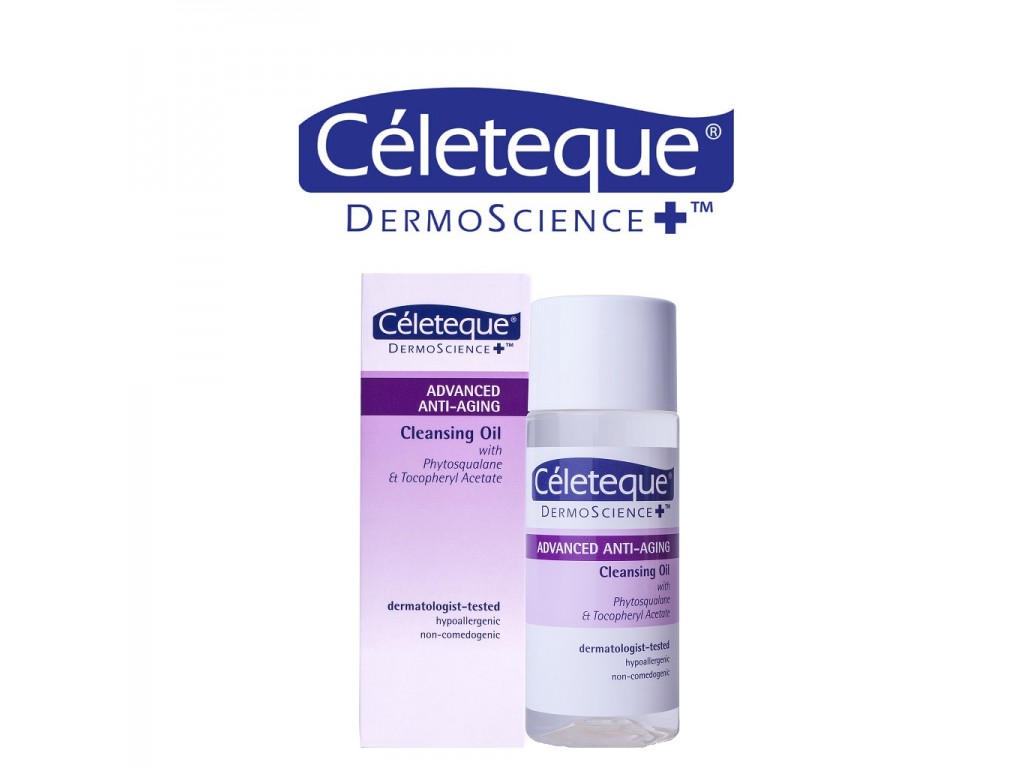 Céleteque®
DERMOSCIENCE+™
Céleteque®
DERMOSCIENCE+™
ADVANCED
ANTI-AGING
Cleansing Oil
with
Phytosqualane
& Tocopheryl Acetate
dermatologist-tested
hypoallergenic
non-comedogenic
Céleteque®
DERMOSCIENCE+™
ADVANCED ANTI-AGING
Cleansing Oil
with
Phytosqualane
& Tocopheryl Acetate
dermatologist-tested
hypoallergenic
non-comedogenic